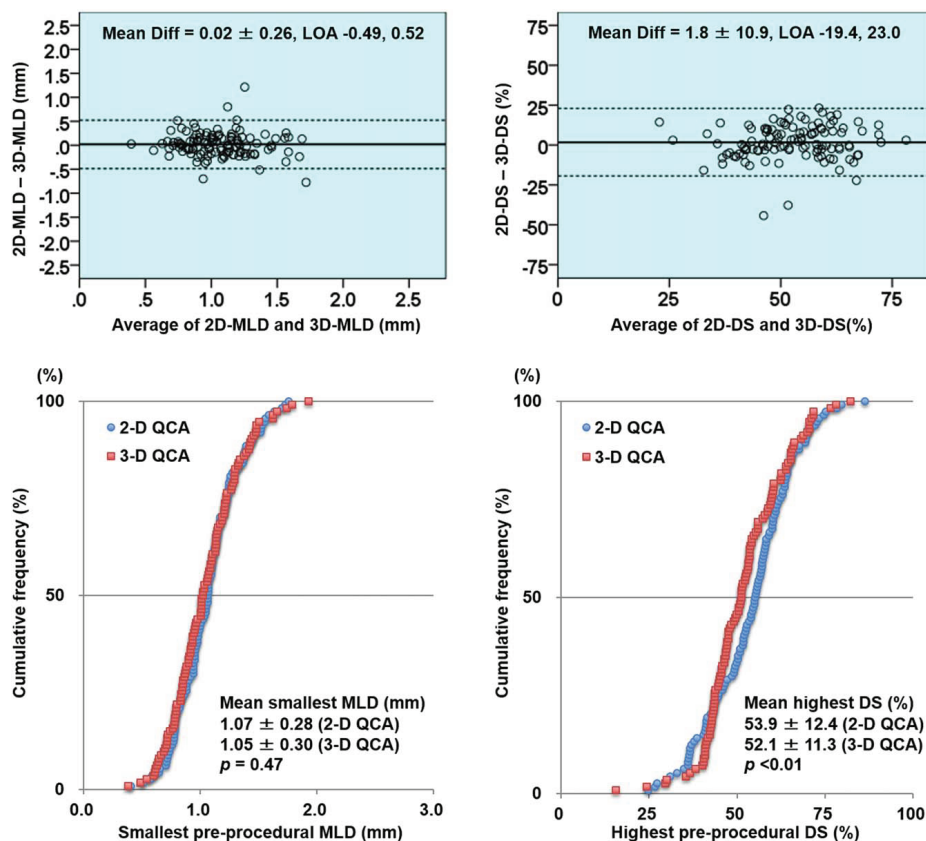 Mean Diff = 0.02 ± 0.26, LOA -0.49, 0.52
2D-MLD – 3D-MLD (mm)
2.5
2.0
1.5
1.0
.5
.0
-.5
-1.0
-1.5
-2.0
-2.5
.0 .5 1.0 1.5 2.0 2.5
Average of 2D-MLD and 3D-MLD (mm)
Mean Diff = 1.8 ± 10.9, LOA -19.4, 23.0
2D-DS – 3D-DS (%)
75
50
25
0
-25
-50
-75
0 25 50 75
Average of 2D-DS and 3D-DS(%)
(%)
Cumulative frequency (%)
100
50
0
2-D QCA
3-D QCA
Mean smallest MLD (mm)
1.07 ± 0.28 (2-D QCA)
1.05 ± 0.30 (3-D QCA)
p = 0.47
0.0 1.0 2.0 3.0
Smallest pre-procedural MLD (mm)
(%)
Cumulative frequency (%)
100
50
0
2-D QCA
3-D QCA
Mean highest DS (%)
53.9 ± 12.4 (2-D QCA)
52.1 ± 11.3 (3-D QCA)
p <0.01
0 25 50 75 100
Highest pre-procedural DS (%)